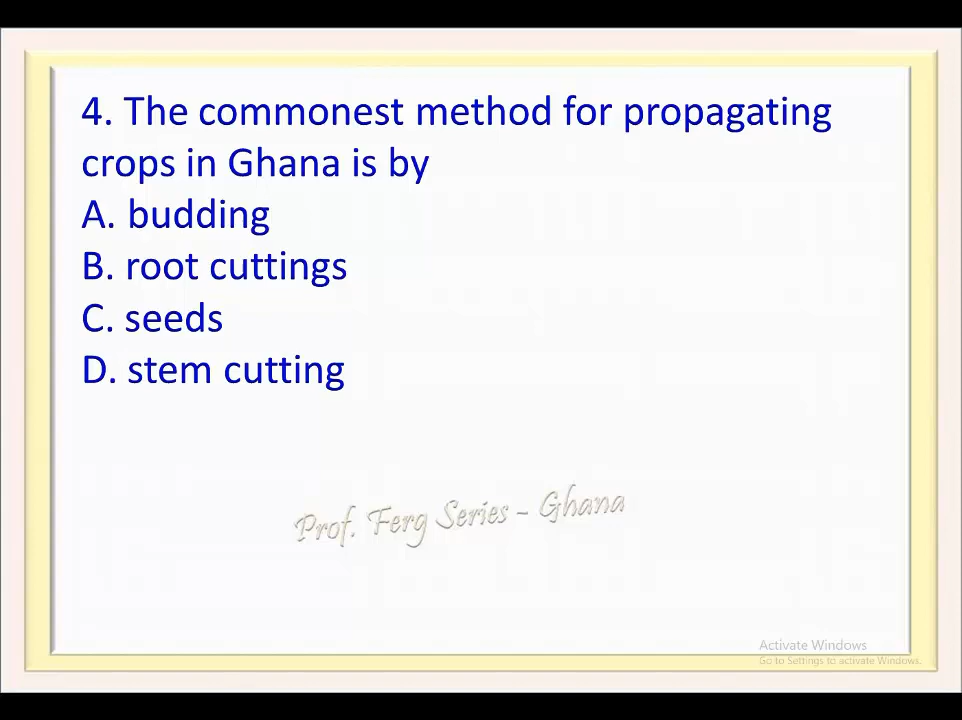 4. The commonest method for propagating
crops in Ghana is by
A. budding
B. root cuttings
C. seeds
D. stem cutting
Prof. Ferg Series - Ghana
Activate Windows
Go to Settings to activate Windows.